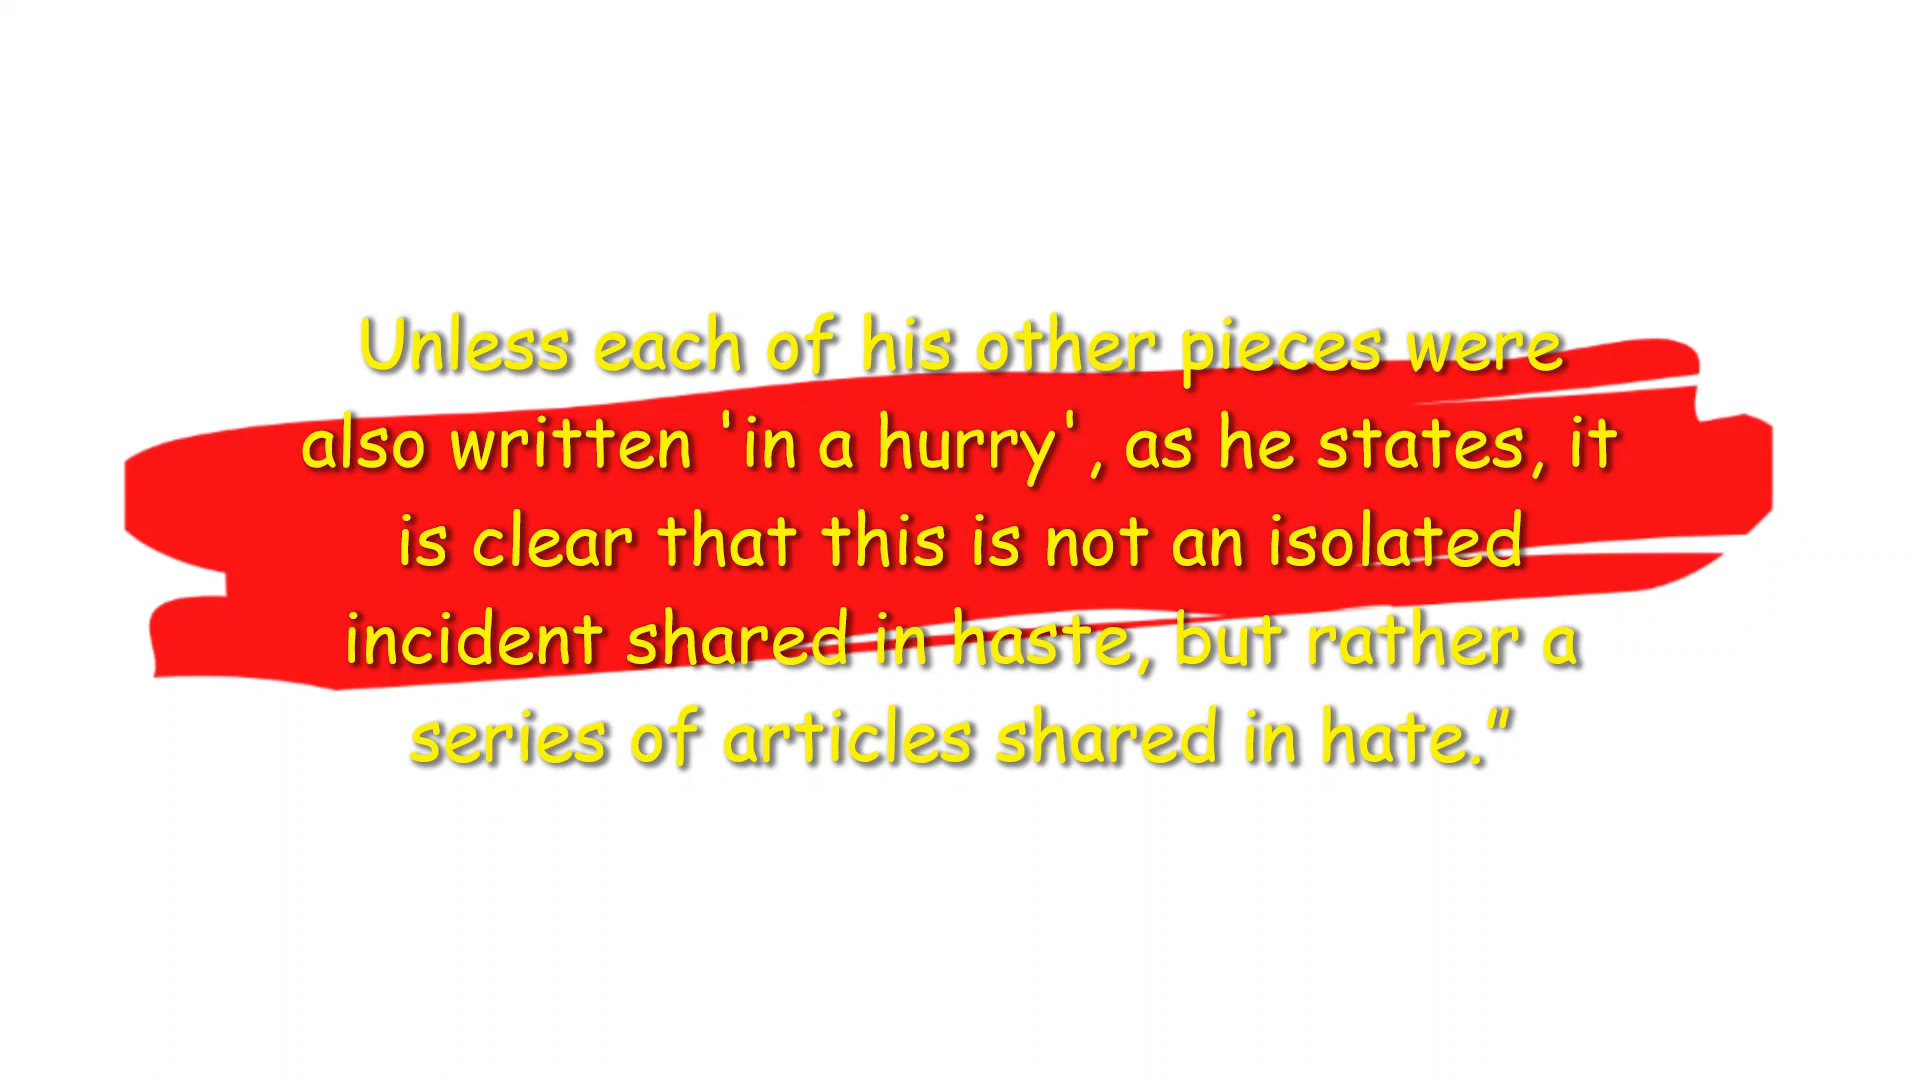 Unless each of his other pieces were
also written 'in a hurry', as he states, it
is clear that this is not an isolated
incident shared in haste, but rather a
series of articles shared in hate.”